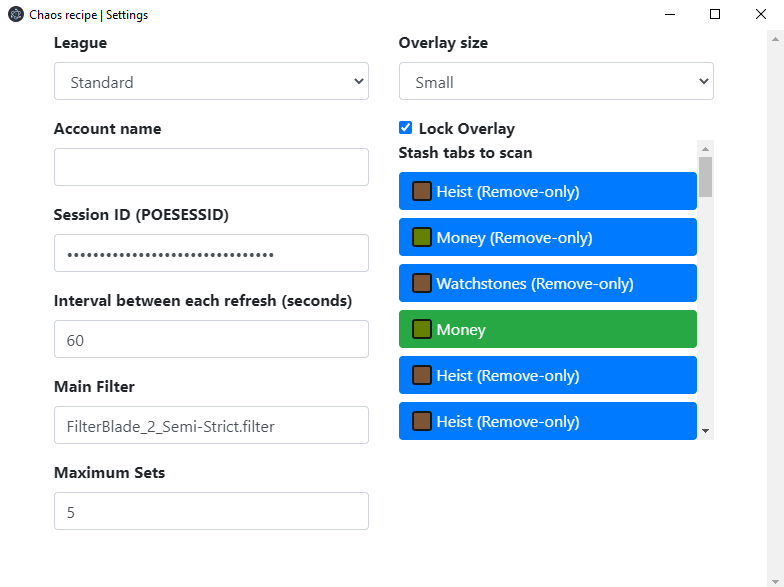 Chaos recipe | Settings
League
Standard
Account name
Session ID (POESESSID)
••••••••••••••••••••••••••••••••
Interval between each refresh (seconds)
60
Main Filter
FilterBlade_2_Semi-Strict.filter
Maximum Sets
5
Overlay size
Small
Lock Overlay
Stash tabs to scan
Heist (Remove-only)
Money (Remove-only)
Watchstones (Remove-only)
Money
Heist (Remove-only)
Heist (Remove-only)